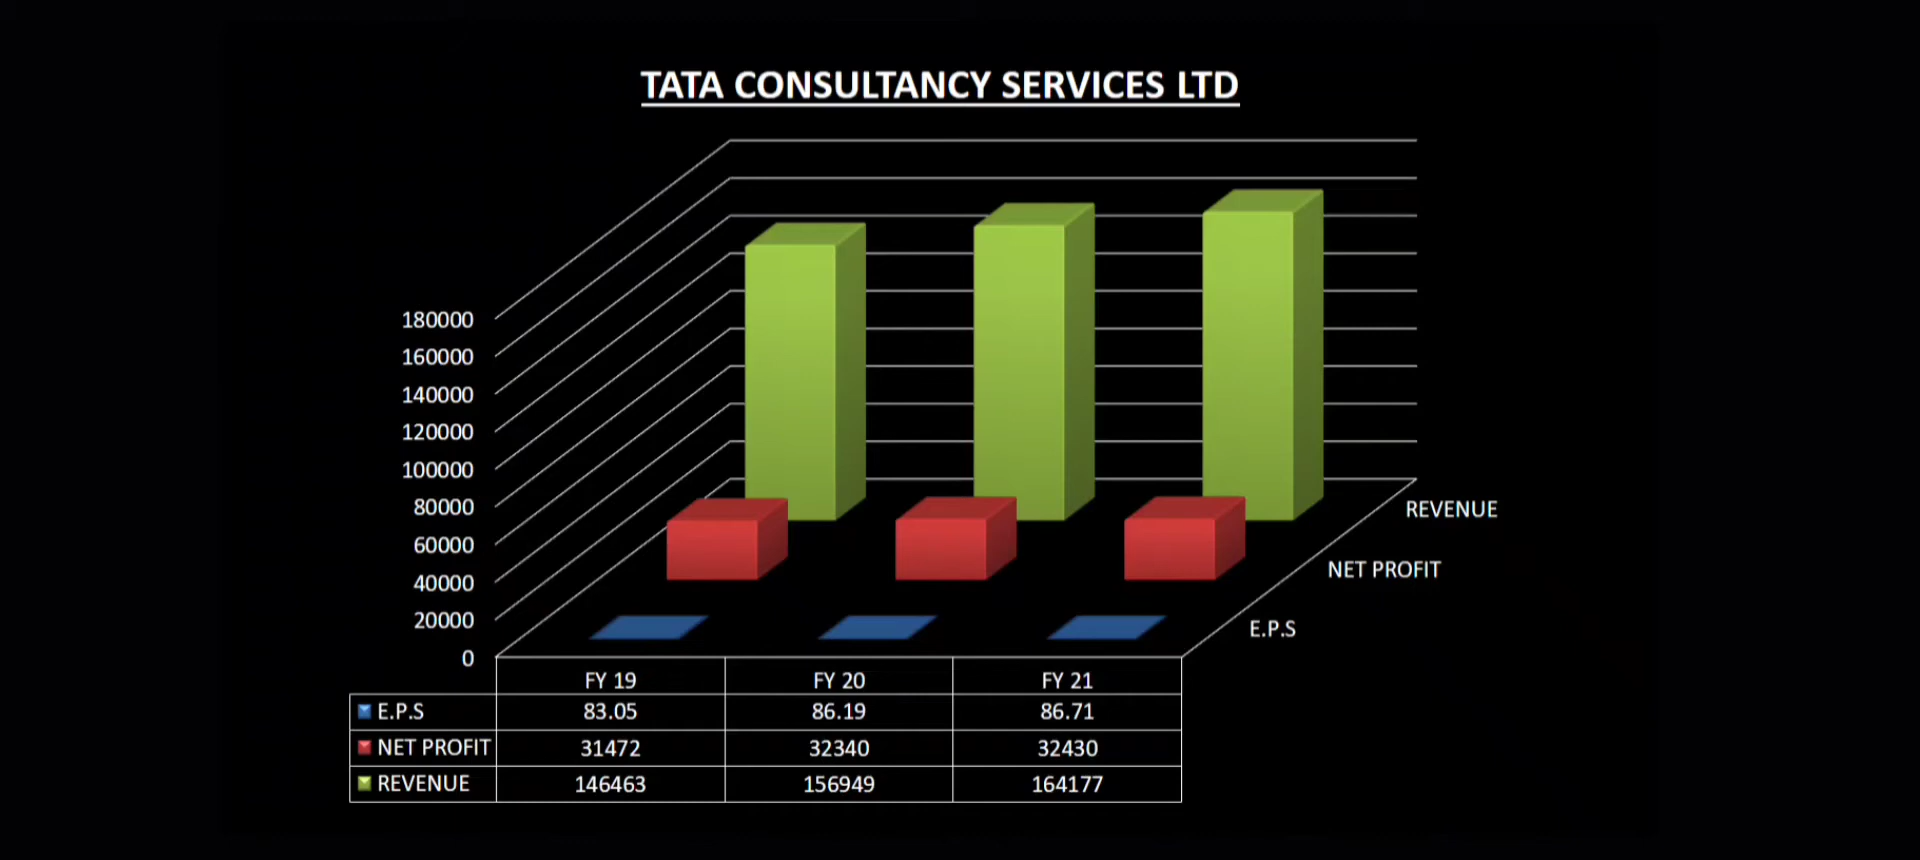 TATA CONSULTANCY SERVICES LTD
180000
160000
140000
120000
100000
80000
60000
40000
20000
0
REVENUE
NET PROFIT
E.P.S
FY 19 FY 20 FY 21
E.P.S 83.05 86.19 86.71
NET PROFIT 31472 32340 32430
REVENUE 146463 156949 164177